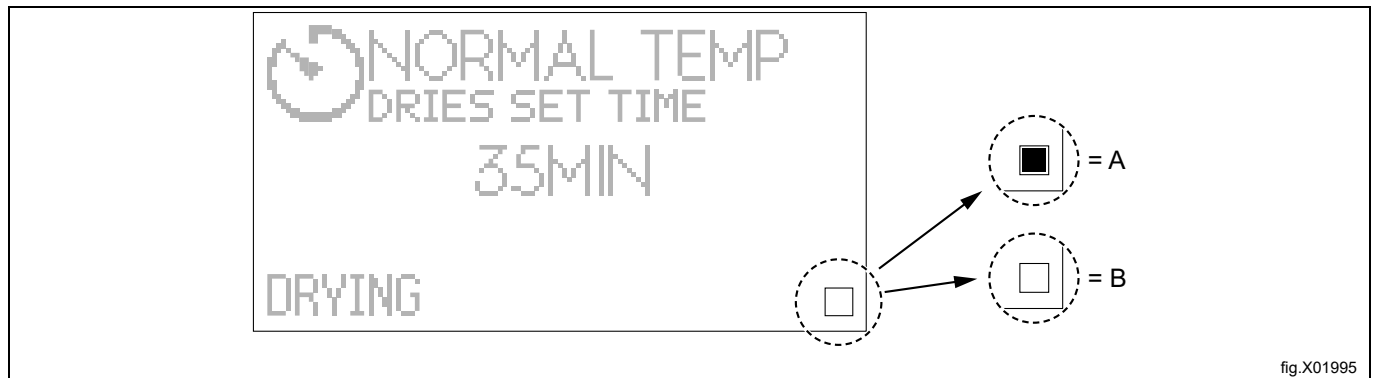 NORMAL TEMP
DRIES SET TIME
35MIN
DRYING
= A
= B
fig.X01995